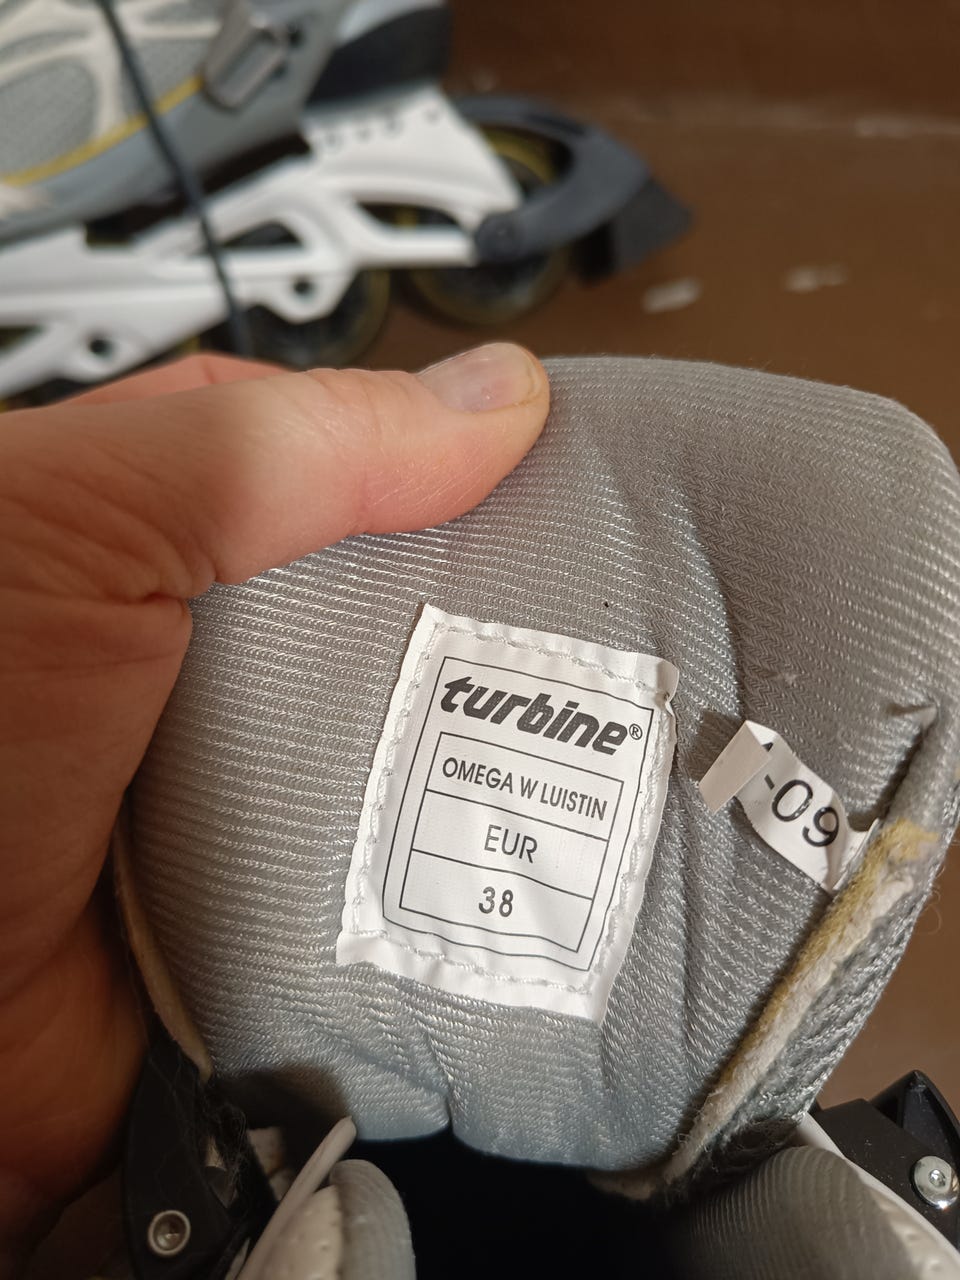 turbine®
OMEGA W LUISTIN
EUR
38
-09